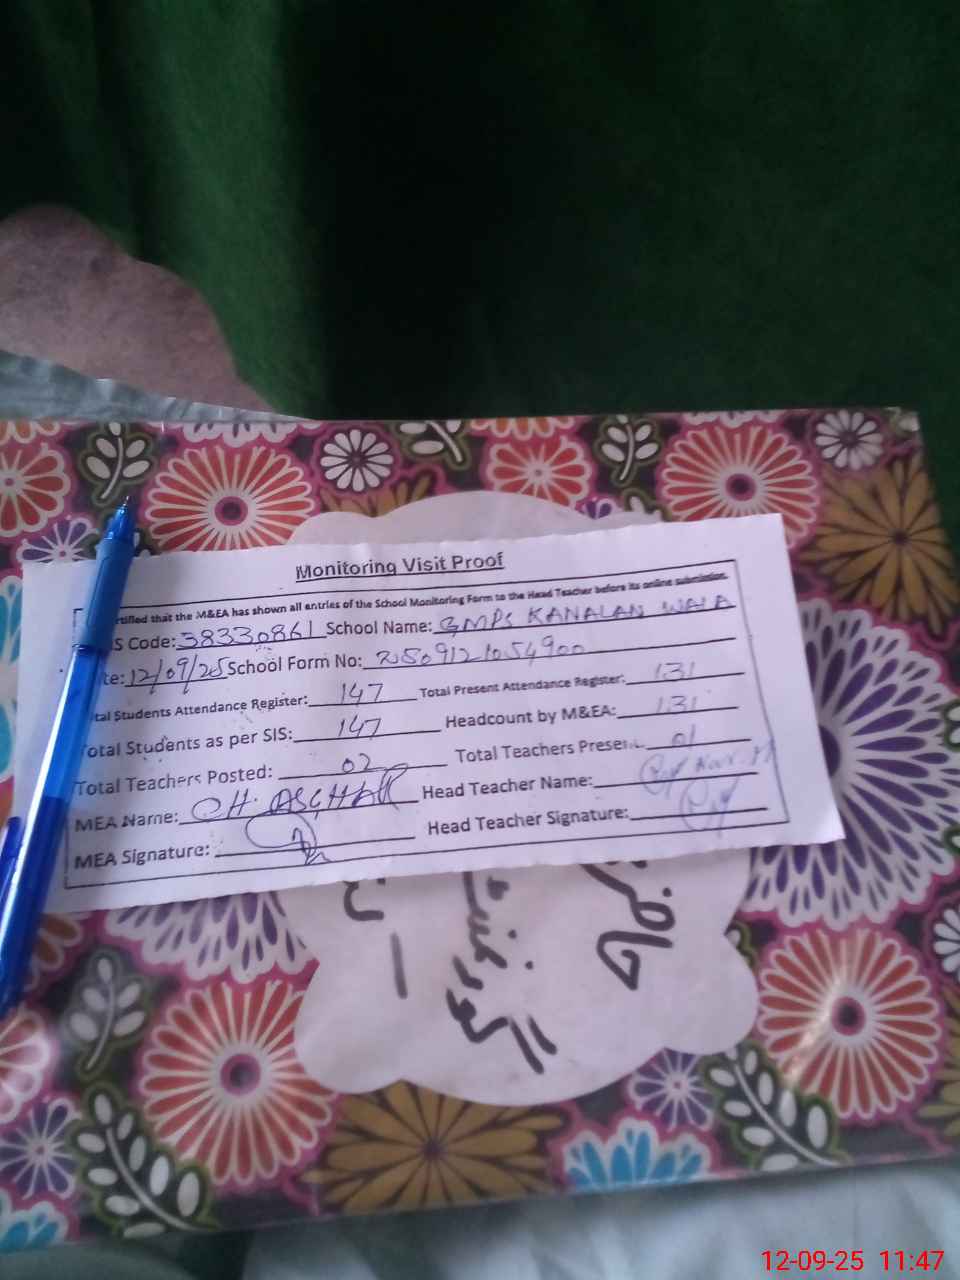 Monitoring Visit Proof
rtified that the M&EA has shown all entries of the School Monitoring Form to the Head Teacher before its online submission.
IS Code: 38330861 School Name: GMPS KANALAN WALA
te: 12/09/25 School Form No:
tal Students Attendance Register: 147 Total Present Attendance Register: 131
otal Students as per SIS: 147 Headcount by M&EA: 131
Total Teachers Posted: 02 Total Teachers Present: 01
MEA Name: CH. ASGHAR Head Teacher Name:
MEA Signature: Head Teacher Signature:
12-09-25 11:47